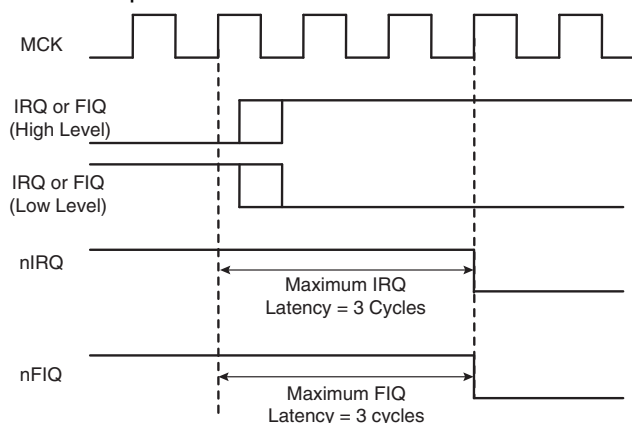 MCK
IRQ or FIQ
(High Level)
IRQ or FIQ
(Low Level)
nIRQ
Maximum IRQ
Latency = 3 Cycles
nFIQ
Maximum FIQ
Latency = 3 cycles